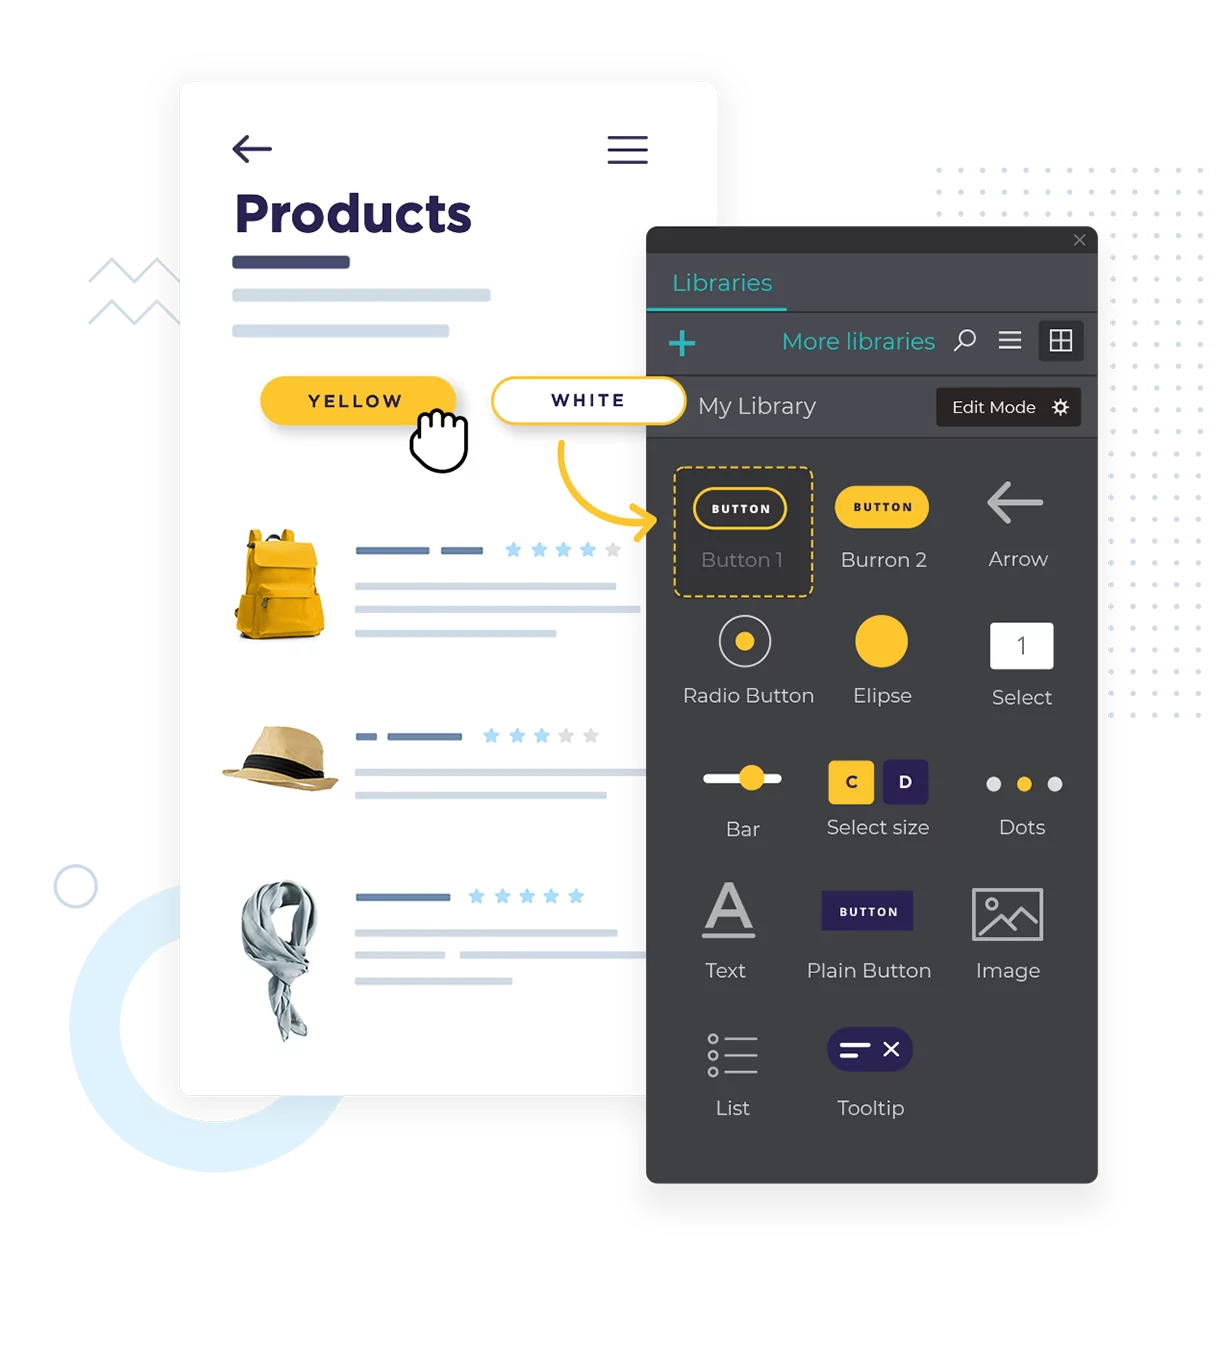 Products
YELLOW
WHITE
Libraries
More libraries
My Library
Edit Mode
BUTTON
BUTTON
Button 1
Burron 2
Arrow
1
Radio Button
Elipse
Select
C
D
Bar
Select size
Dots
A
BUTTON
Text
Plain Button
Image
List
Tooltip